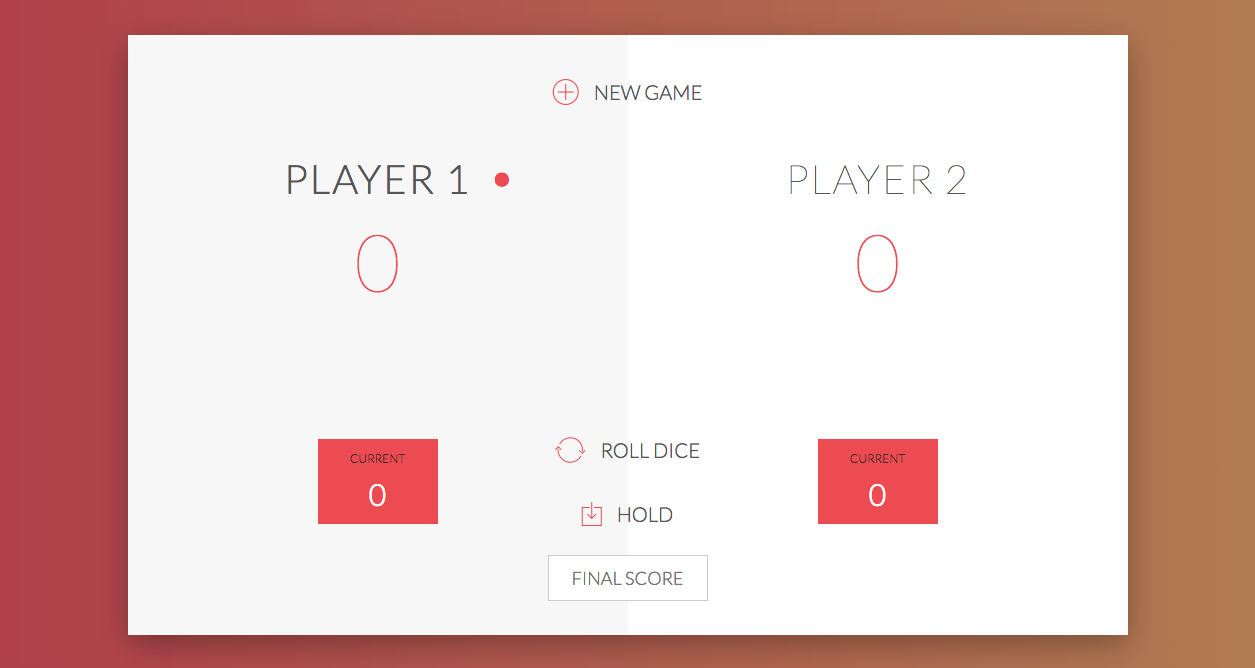 NEW GAME
PLAYER 1
0
CURRENT
0
PLAYER 2
0
CURRENT
0
ROLL DICE
HOLD
FINAL SCORE